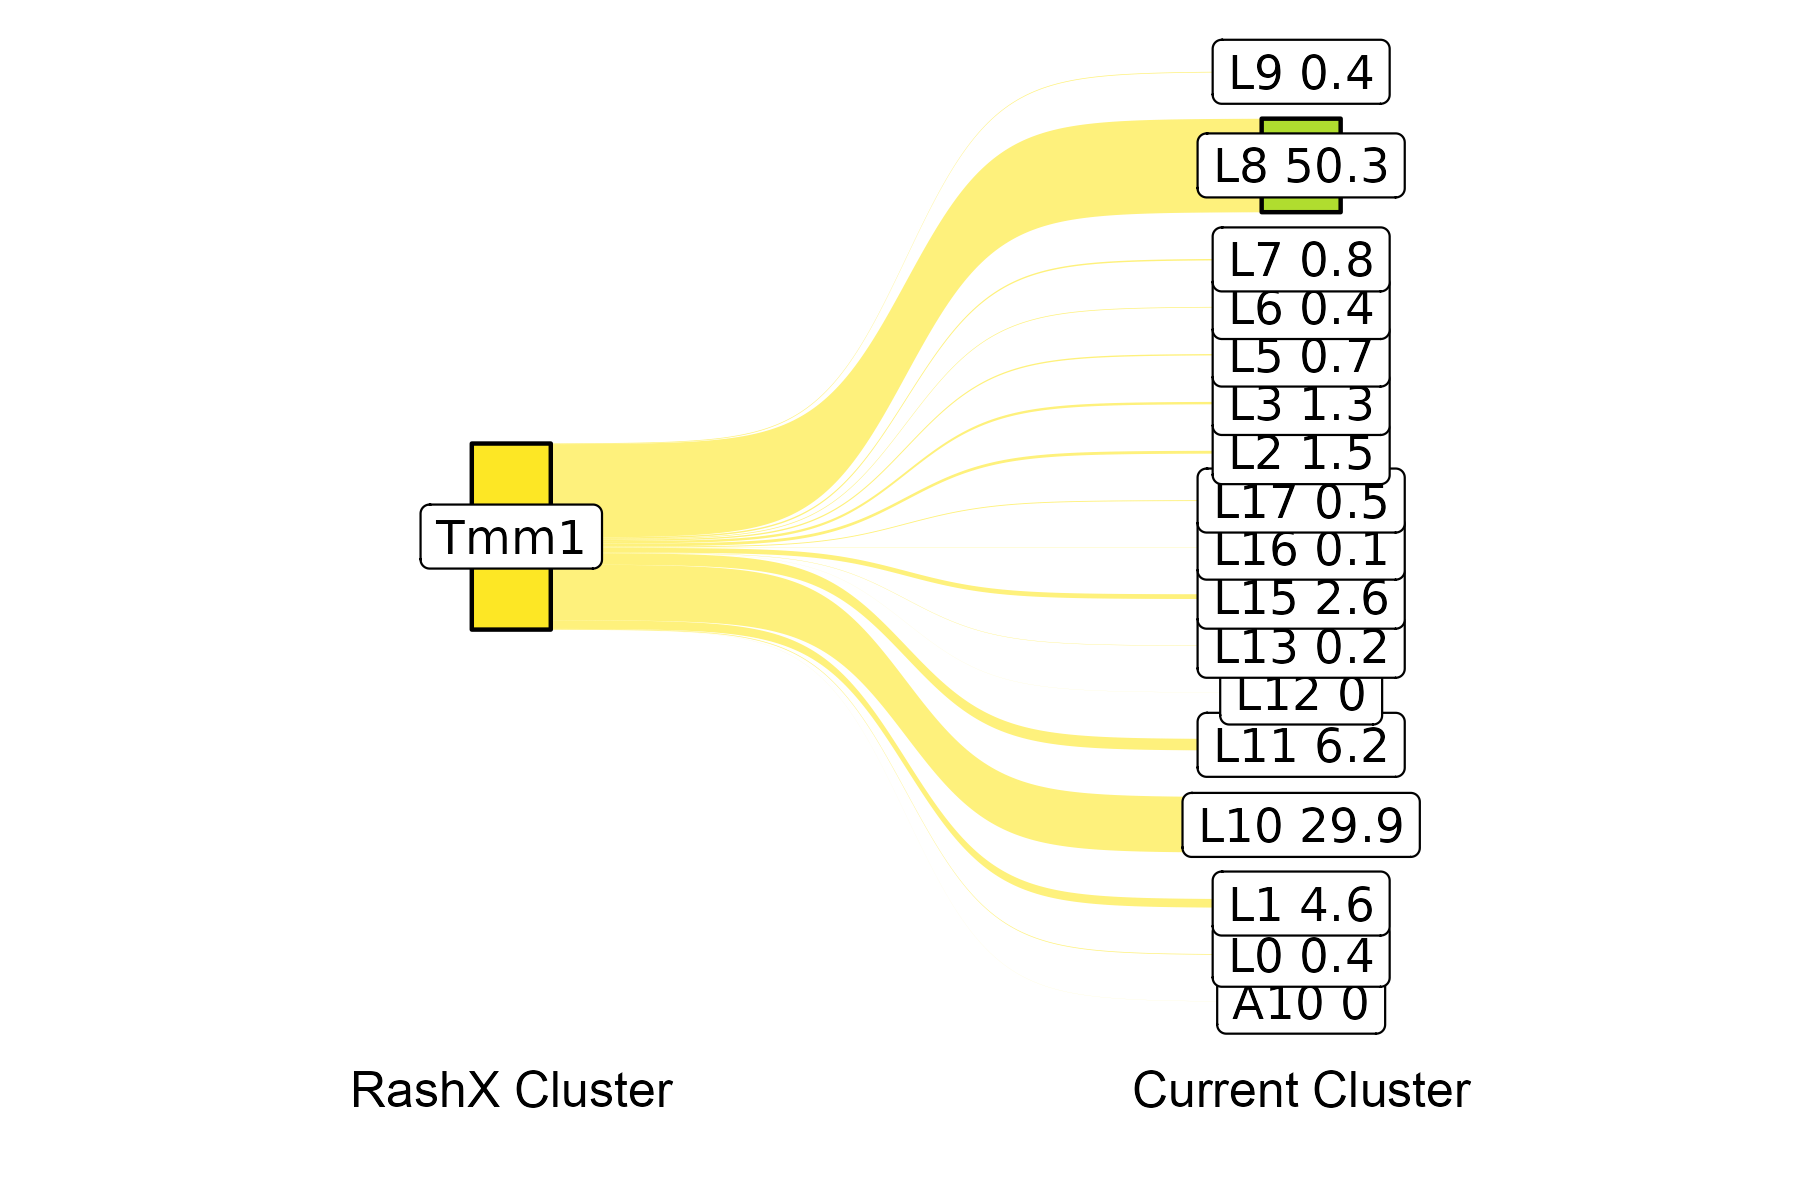 L9 0.4
L8 50.3
L7 0.8
L6 0.4
L5 0.7
L3 1.3
L2 1.5
L17 0.5
Tmm1
L16 0.1
L15 2.6
L13 0.2
L12 0
L11 6.2
L10 29.9
L1 4.6
L0 0.4
A10 0
RashX Cluster
Current Cluster